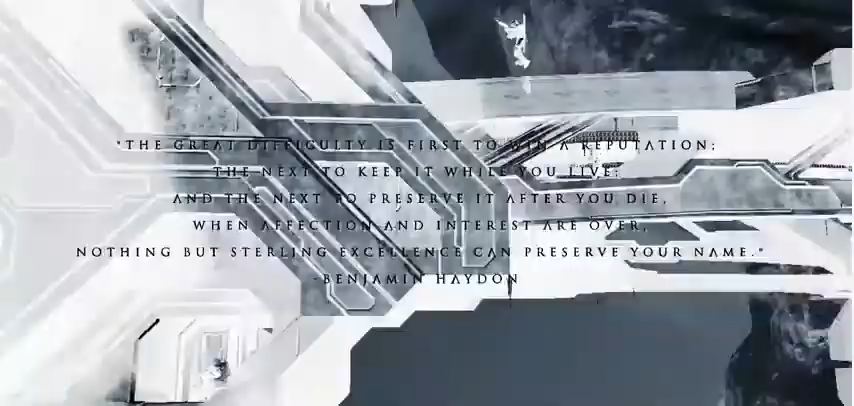 "THE GREAT DIFFICULTY IS FIRST TO WIN A REPUTATION;
THE NEXT TO KEEP IT WHILE YOU LIVE;
AND THE NEXT TO PRESERVE IT AFTER YOU DIE,
WHEN AFFECTION AND INTEREST ARE OVER,
NOTHING BUT STERLING EXCELLENCE CAN PRESERVE YOUR NAME."
-BENJAMIN HAYDON